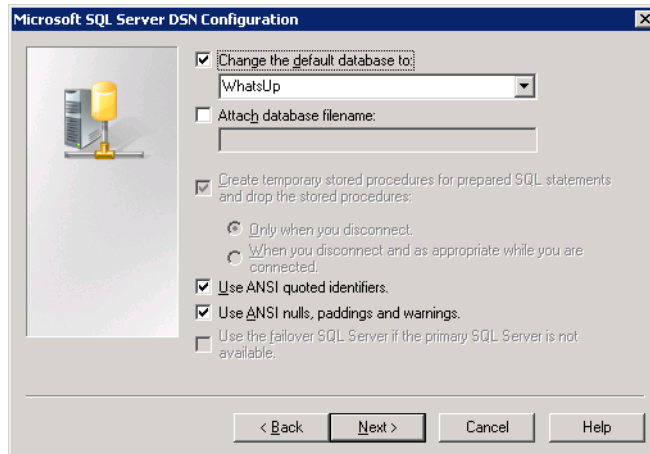 Microsoft SQL Server DSN Configuration
Change the default database to:
WhatsUp
Attach database filename:
Create temporary stored procedures for prepared SQL statements
and drop the stored procedures:
Only when you disconnect.
When you disconnect and as appropriate while you are
connected.
Use ANSI quoted identifiers.
Use ANSI nulls, paddings and warnings.
Use the failover SQL Server if the primary SQL Server is not
available.
< Back
Next >
Cancel
Help